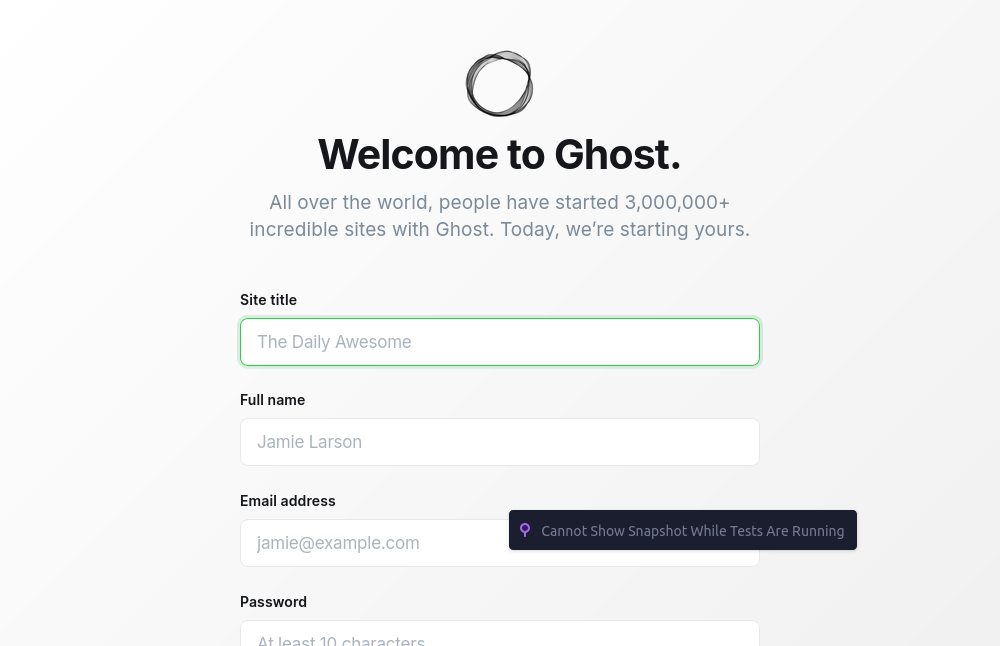 Welcome to Ghost.
All over the world, people have started 3,000,000+
incredible sites with Ghost. Today, we’re starting yours.
Site title
The Daily Awesome
Full name
Jamie Larson
Email address
jamie@example.com
Cannot Show Snapshot While Tests Are Running
Password
At least 10 characters